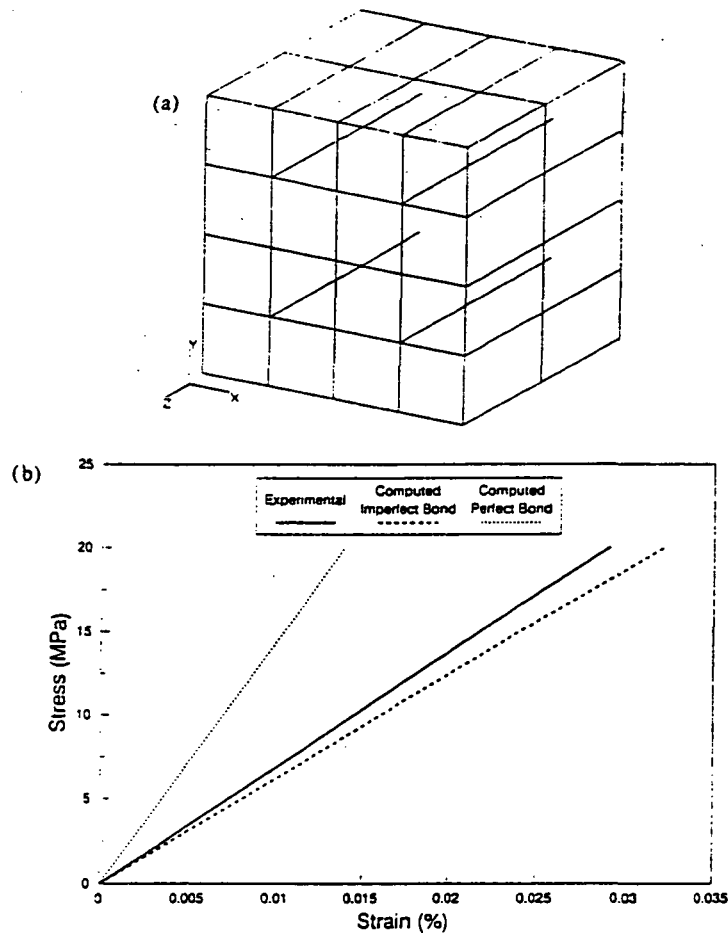 (a)
Y
Z
X
(b)
25
20
15
10
5
0
Stress (MPa)
Experimental
Computed
Imperfect Bond
Computed
Perfect Bond
0
0.005
0.01
0.015
0.02
0.025
0.03
0.035
Strain (%)